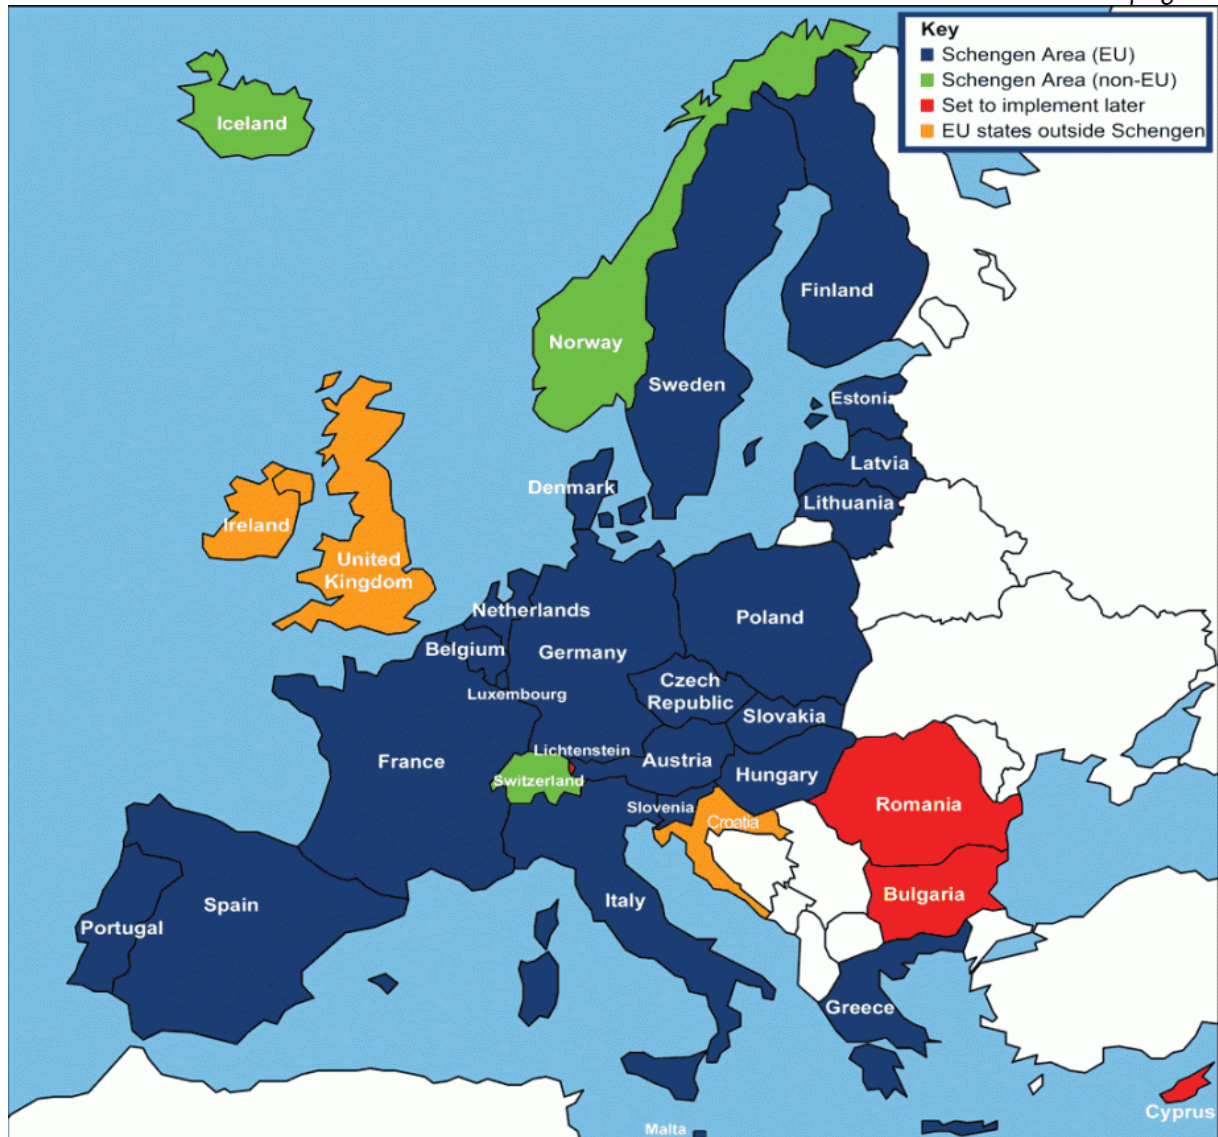 Key
Schengen Area (EU)
Schengen Area (non-EU)
Set to implement later
EU states outside Schengen
Iceland
Finland
Norway
Sweden
Estonia
Latvia
Denmark
Lithuania
Ireland
United
Kingdom
Netherlands
Poland
Belgium
Germany
Czech
Republic
Luxembourg
Slovakia
Lichtenstein
France
Austria
Switzerland
Hungary
Slovenia
Romania
Croatia
Bulgaria
Italy
Spain
Portugal
Greece
Cyprus
Malta